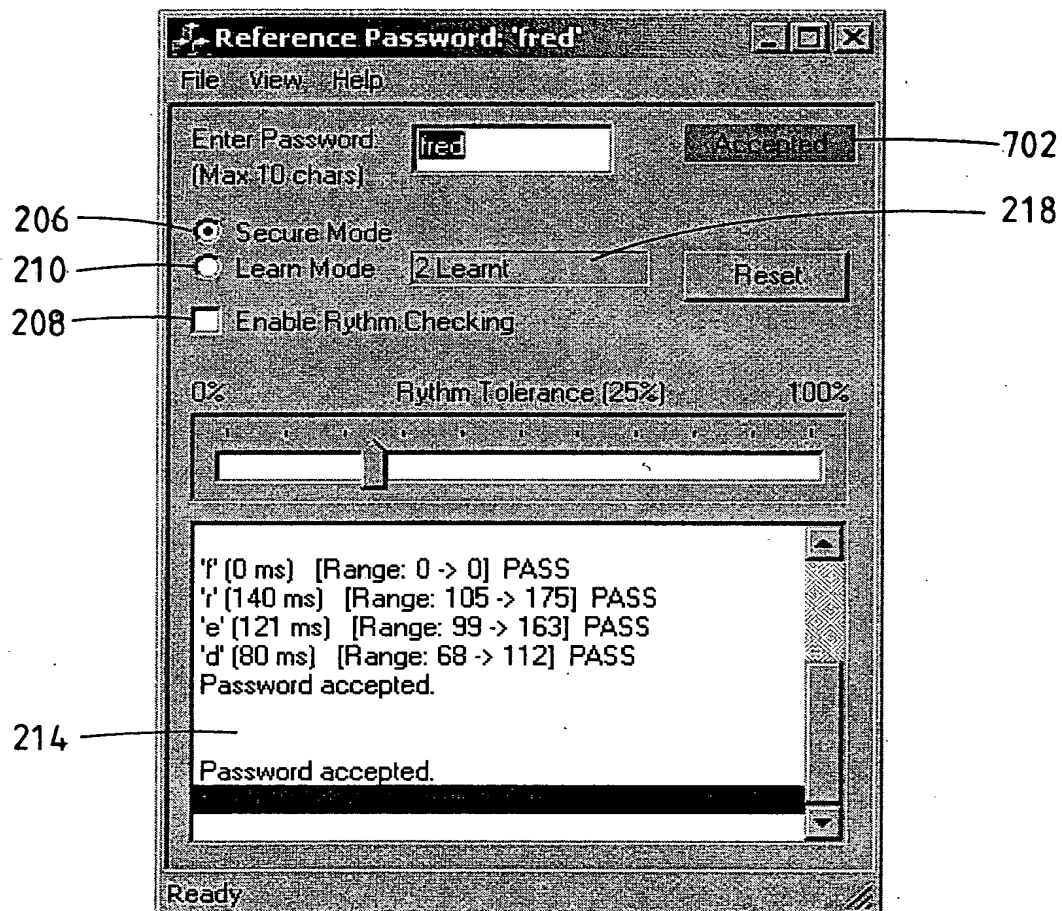 Reference Password: 'fred'
File View Help
Enter Password
(Max 10 chars)
fred
Accepted
702
206
Secure Mode
218
210
Learn Mode
2 Learnt
Reset
208
Enable Rythm Checking
0%
Rythm Tolerance (25%)
100%
'f' (0 ms) [Range: 0 -> 0] PASS
'r' (140 ms) [Range: 105 -> 175] PASS
'e' (121 ms) [Range: 99 -> 163] PASS
'd' (80 ms) [Range: 68 -> 112] PASS
Password accepted.
214
Password accepted.
Ready